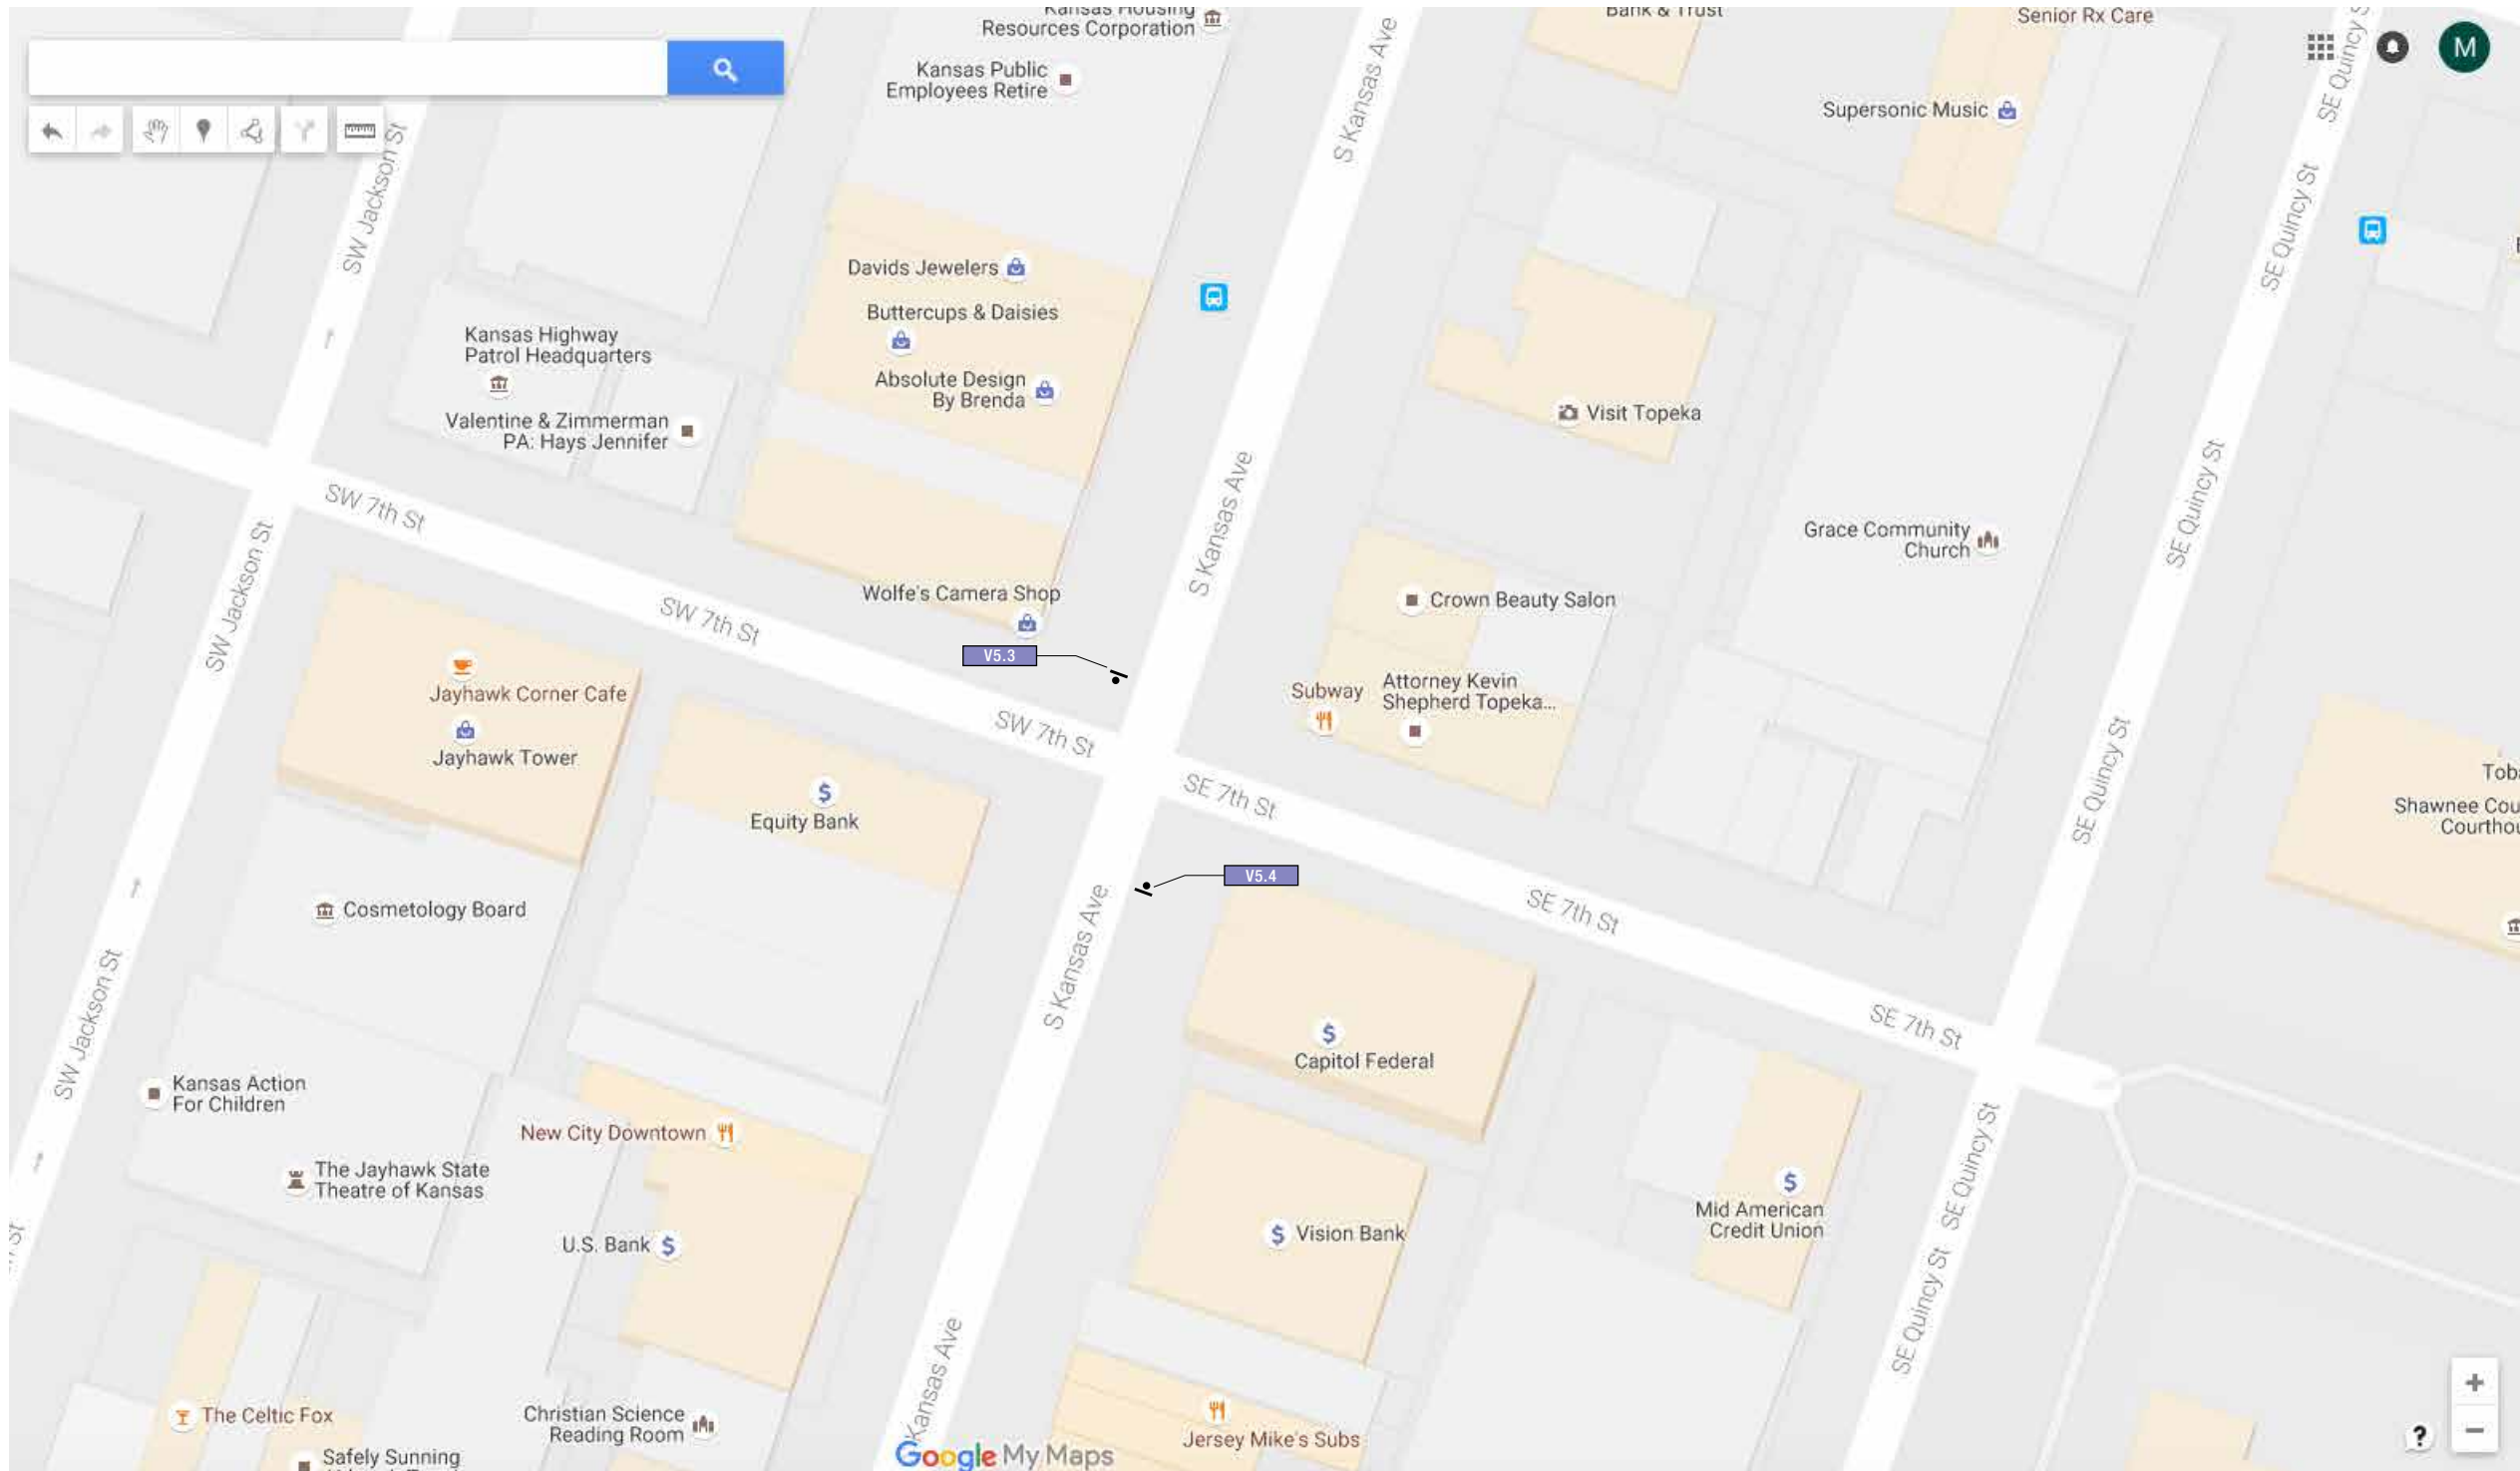 Kansas Housing
Resources Corporation
Bank & Trust
Senior Rx Care
SE Quincy S
M
Kansas Public
Employees Retire
S Kansas Ave
Supersonic Music
SW Jackson St
SE Quincy St
Davids Jewelers
Buttercups & Daisies
Kansas Highway
Patrol Headquarters
Absolute Design
By Brenda
Valentine & Zimmerman
PA: Hays Jennifer
Visit Topeka
SW 7th St
S Kansas Ave
SE Quincy St
Grace Community
Church
SW Jackson St
Wolfe's Camera Shop
SW 7th St
Crown Beauty Salon
V5.3
Jayhawk Corner Cafe
Subway
Attorney Kevin
Shepherd Topeka...
SW 7th St
Jayhawk Tower
SE 7th St
SE Quincy St
Tob
Shawnee Cou
Courthou
Equity Bank
V5.4
Cosmetology Board
S Kansas Ave
SE 7th St
SW Jackson St
SE 7th St
Capitol Federal
Kansas Action
For Children
New City Downtown
SE Quincy St
The Jayhawk State
Theatre of Kansas
U.S. Bank
Vision Bank
Mid American
Credit Union
St
SE Quincy St
Kansas Ave
The Celtic Fox
Christian Science
Reading Room
Jersey Mike's Subs
Safely Sunning
Google My Maps
+
?
−